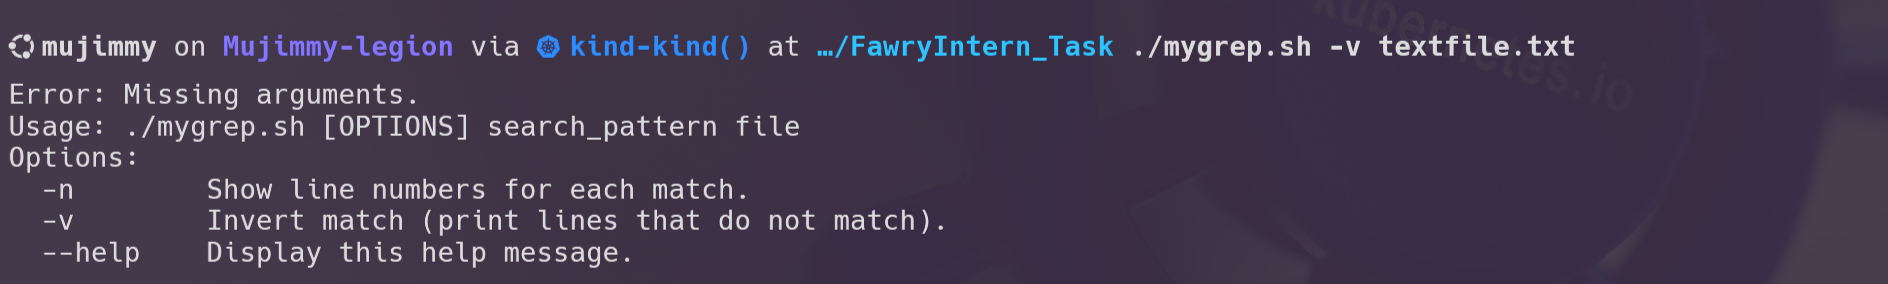 mujimmy on Mujimmy-legion via kind-kind() at …/FawryIntern_Task ./mygrep.sh -v textfile.txt
Error: Missing arguments.
Usage: ./mygrep.sh [OPTIONS] search_pattern file
Options:
  -n        Show line numbers for each match.
  -v        Invert match (print lines that do not match).
  --help    Display this help message.
kubernetes.io